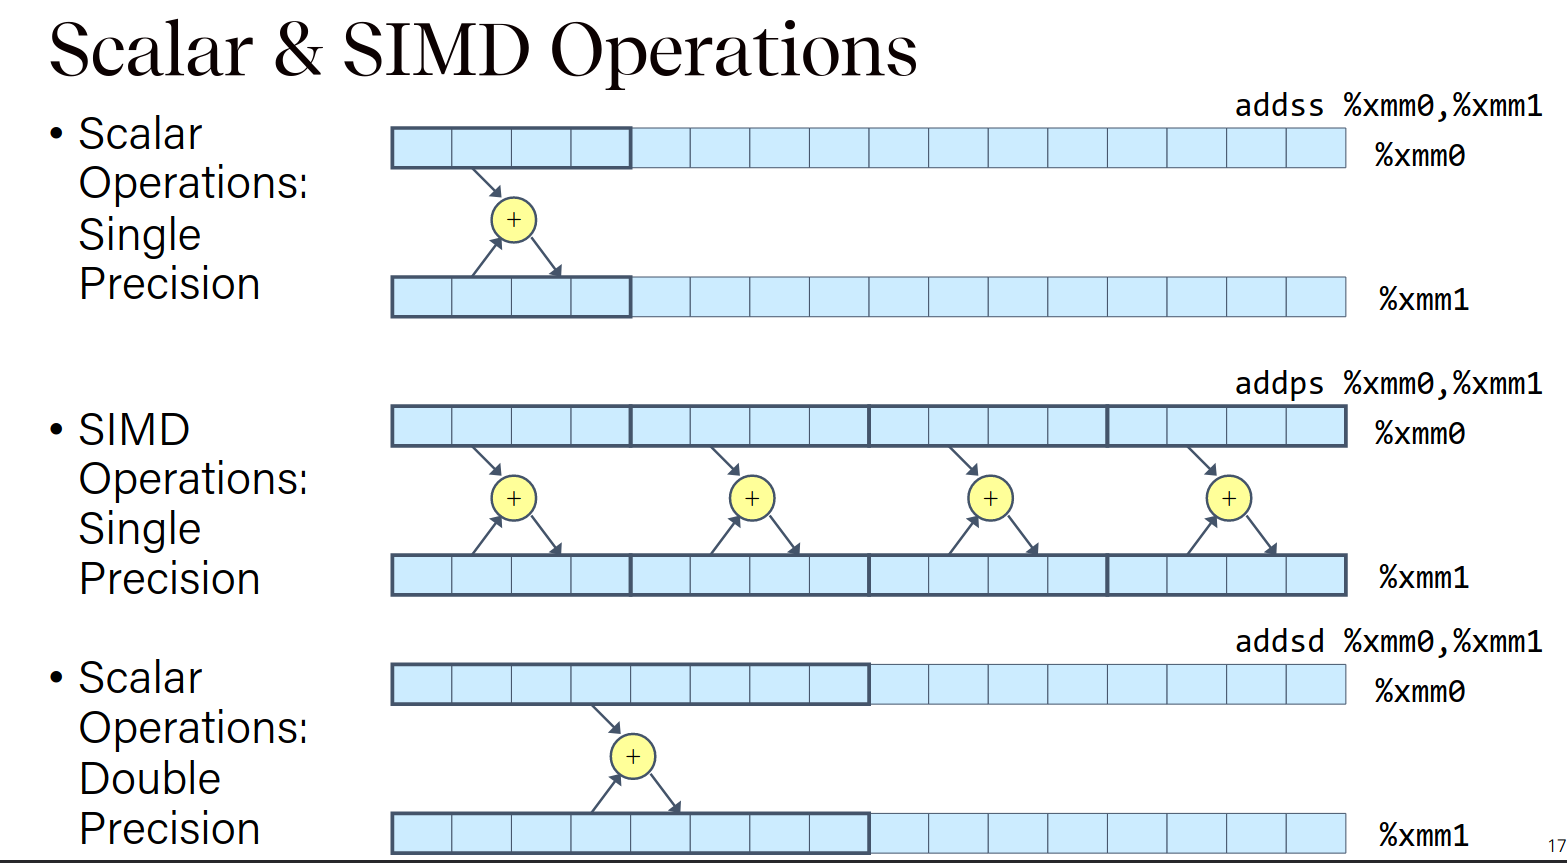 Scalar & SIMD Operations
• Scalar
Operations:
Single
Precision
addss %xmm0,%xmm1
%xmm0
+
%xmm1
• SIMD
Operations:
Single
Precision
addps %xmm0,%xmm1
%xmm0
+ + + +
%xmm1
• Scalar
Operations:
Double
Precision
addsd %xmm0,%xmm1
%xmm0
+
%xmm1
17